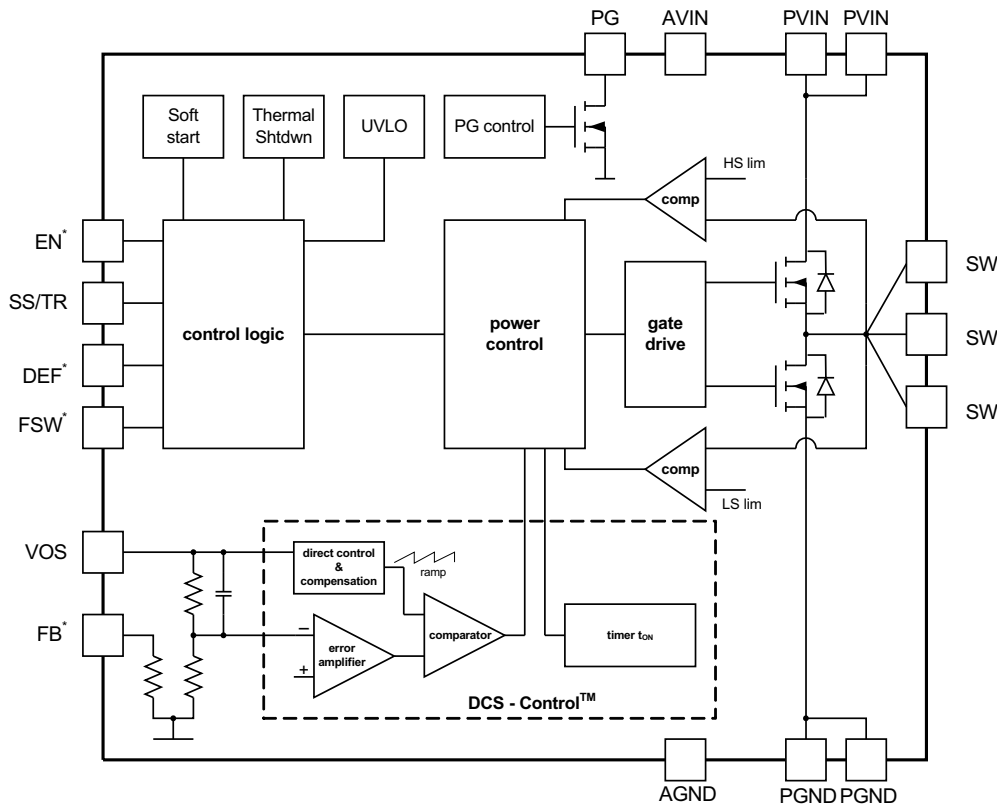 PG
AVIN
PVIN
PVIN
Soft
start
Thermal
Shtdwn
UVLO
PG control
HS lim
comp
EN*
SS/TR
DEF*
FSW*
control logic
power
control
gate
drive
SW
SW
SW
comp
LS lim
VOS
FB*
direct control
&
compensation
ramp
error
amplifier
comparator
timer tON
DCS - Control™
AGND
PGND
PGND